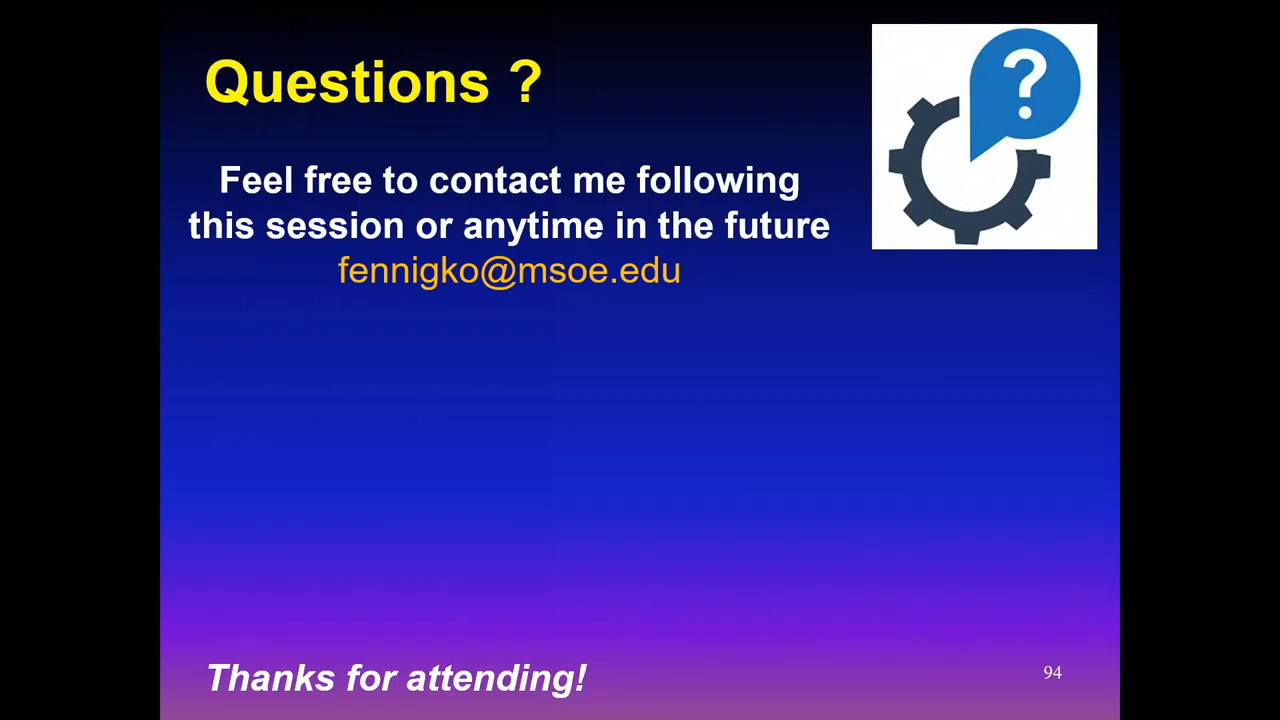 Questions ?
?
Feel free to contact me following
this session or anytime in the future
fennigko@msoe.edu
Thanks for attending!
94